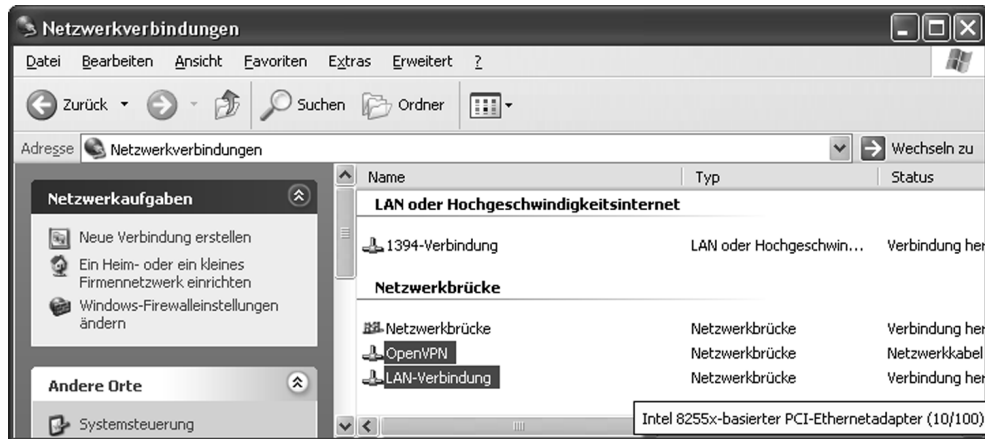 Netzwerkverbindungen
Datei Bearbeiten Ansicht Favoriten Extras Erweitert ?
Zurück Suchen Ordner
Adresse Netzwerkverbindungen Wechseln zu
Netzwerkaufgaben
Neue Verbindung erstellen
Ein Heim- oder ein kleines
Firmennetzwerk einrichten
Windows-Firewalleinstellungen
ändern
Andere Orte
Systemsteuerung
Name Typ Status
LAN oder Hochgeschwindigkeitsinternet
1394-Verbindung LAN oder Hochgeschwin... Verbindung her
Netzwerkbrücke
Netzwerkbrücke Netzwerkbrücke Verbindung her
OpenVPN Netzwerkbrücke Netzwerkkabel
LAN-Verbindung Netzwerkbrücke Verbindung her
Intel 8255x-basierter PCI-Ethernetadapter (10/100)